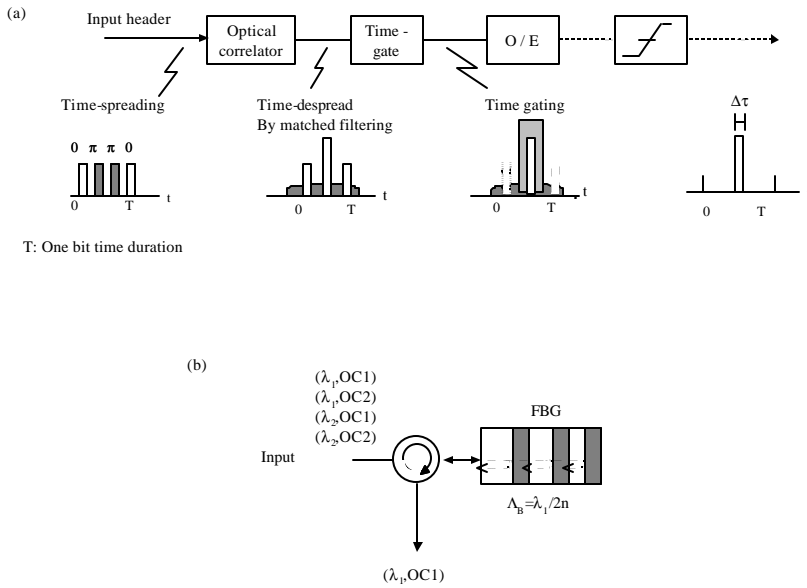 (a)
Input header
Optical
correlator
Time -
gate
O / E
Time-spreading
Time-despread
By matched filtering
Time gating
Δτ
0 π π 0
0 T t
0 T t
0 T t
0 T
T: One bit time duration
(b)
(λ₁,OC1)
(λ₁,OC2)
(λ₂,OC1)
(λ₂,OC2)
FBG
Input
Λ_B=λ₁/2n
(λ₁,OC1)